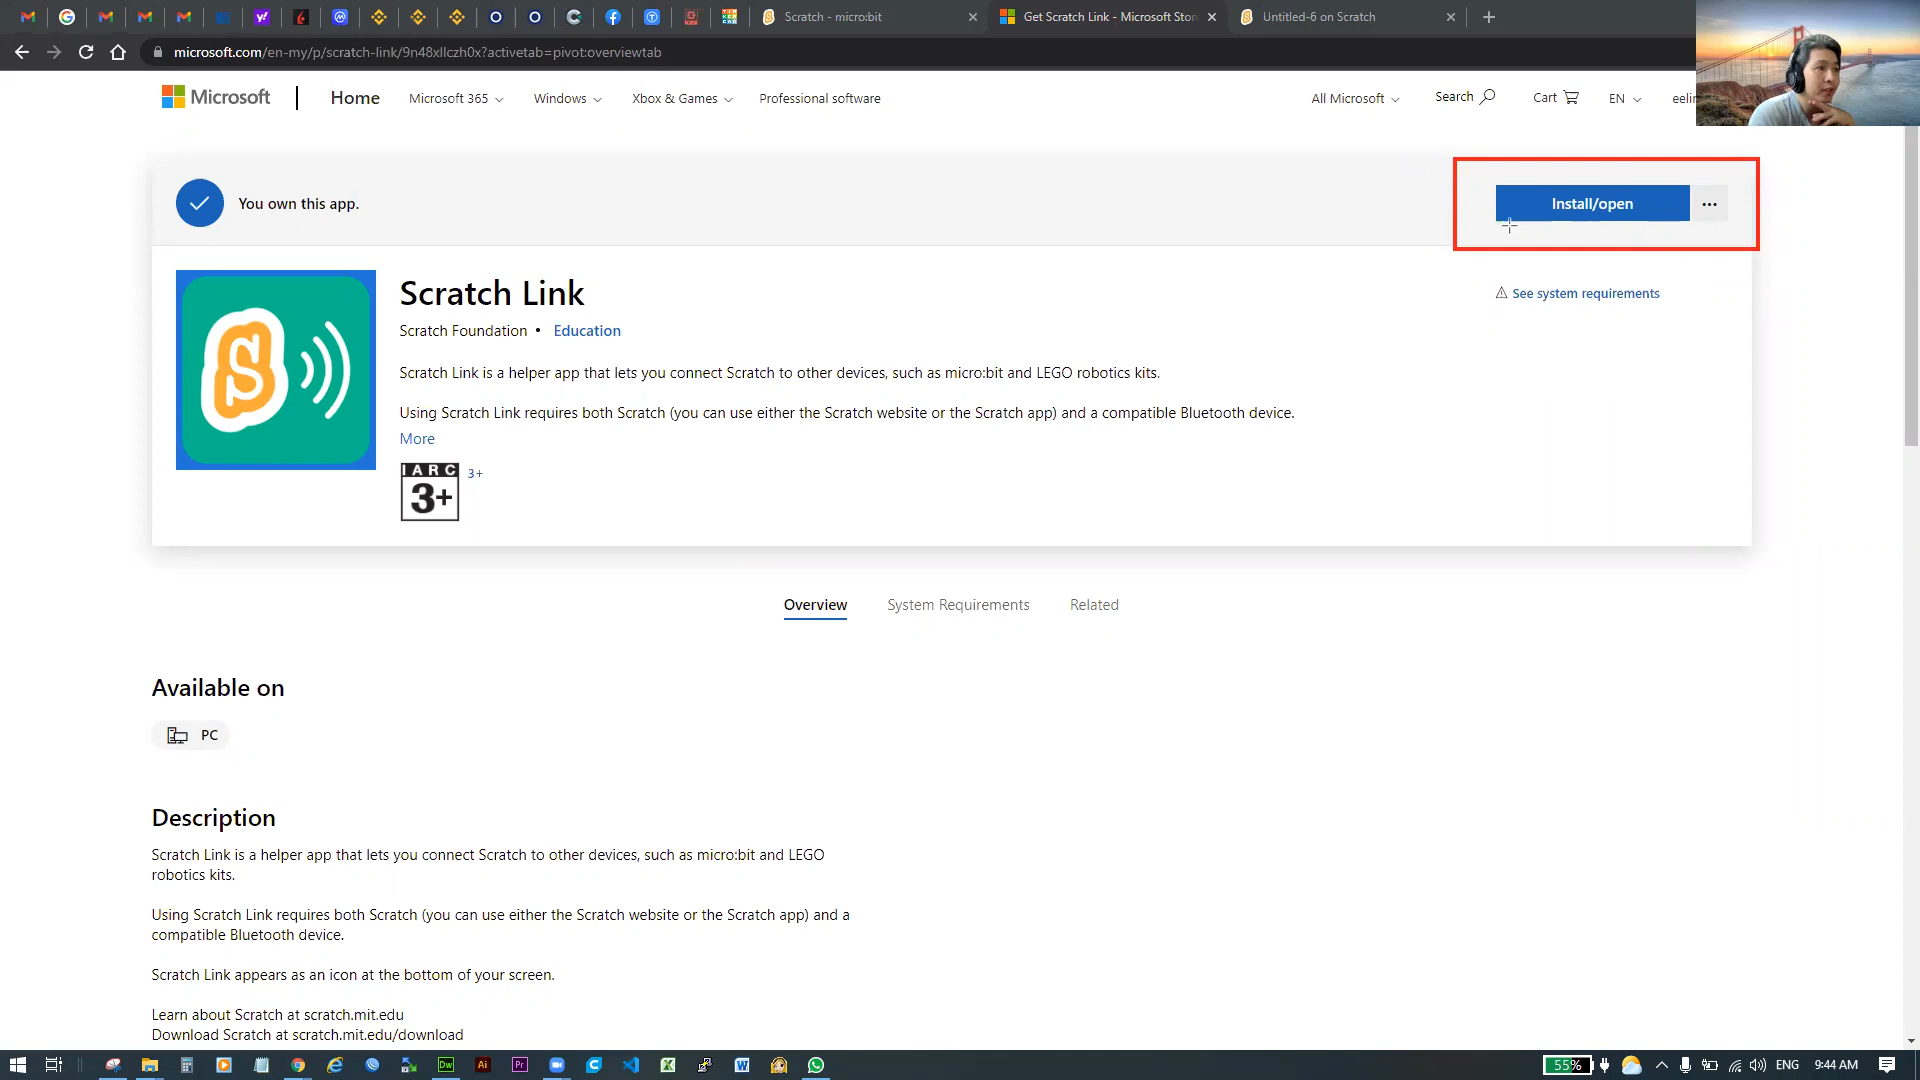 Scratch - micro:bit
Get Scratch Link - Microsoft Stor
Untitled-6 on Scratch
microsoft.com/en-my/p/scratch-link/9n48xllczh0x?activetab=pivot:overviewtab
Microsoft
Home
Microsoft 365
Windows
Xbox & Games
Professional software
All Microsoft
Search
Cart
EN
You own this app.
Install/open
Scratch Link
See system requirements
Scratch Foundation • Education
Scratch Link is a helper app that lets you connect Scratch to other devices, such as micro:bit and LEGO robotics kits.
Using Scratch Link requires both Scratch (you can use either the Scratch website or the Scratch app) and a compatible Bluetooth device.
More
IARC
3+
3+
Overview
System Requirements
Related
Available on
PC
Description
Scratch Link is a helper app that lets you connect Scratch to other devices, such as micro:bit and LEGO
robotics kits.
Using Scratch Link requires both Scratch (you can use either the Scratch website or the Scratch app) and a
compatible Bluetooth device.
Scratch Link appears as an icon at the bottom of your screen.
Learn about Scratch at scratch.mit.edu
Download Scratch at scratch.mit.edu/download
Dw
Ai
Pr
55%
ENG
9:44 AM